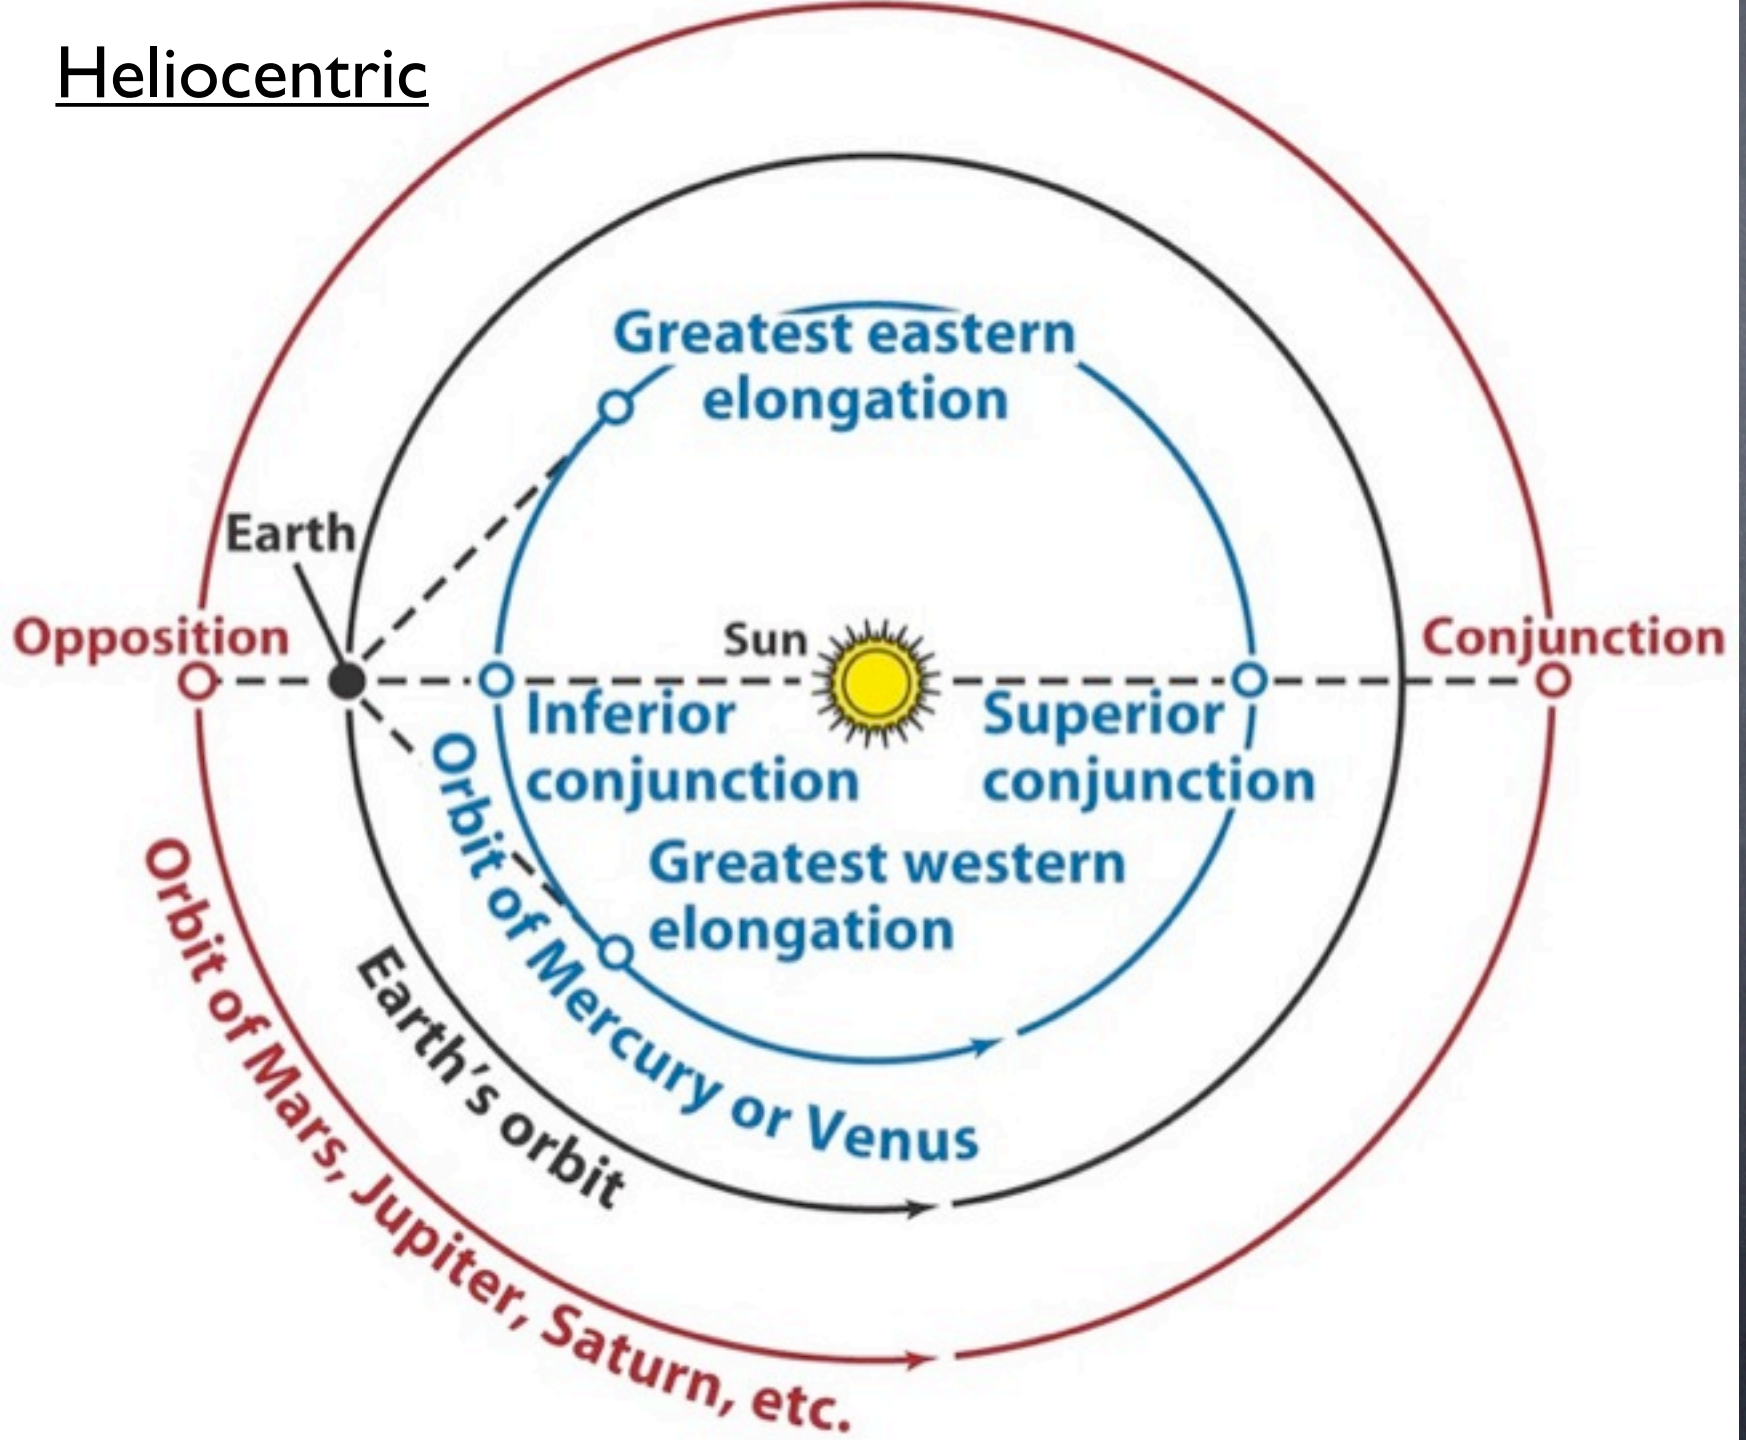 Heliocentric
Greatest eastern
elongation
Earth
Opposition
Sun
Conjunction
Inferior
conjunction
Superior
conjunction
Greatest western
elongation
Orbit of Mercury or Venus
Earth's orbit
Orbit of Mars, Jupiter, Saturn, etc.